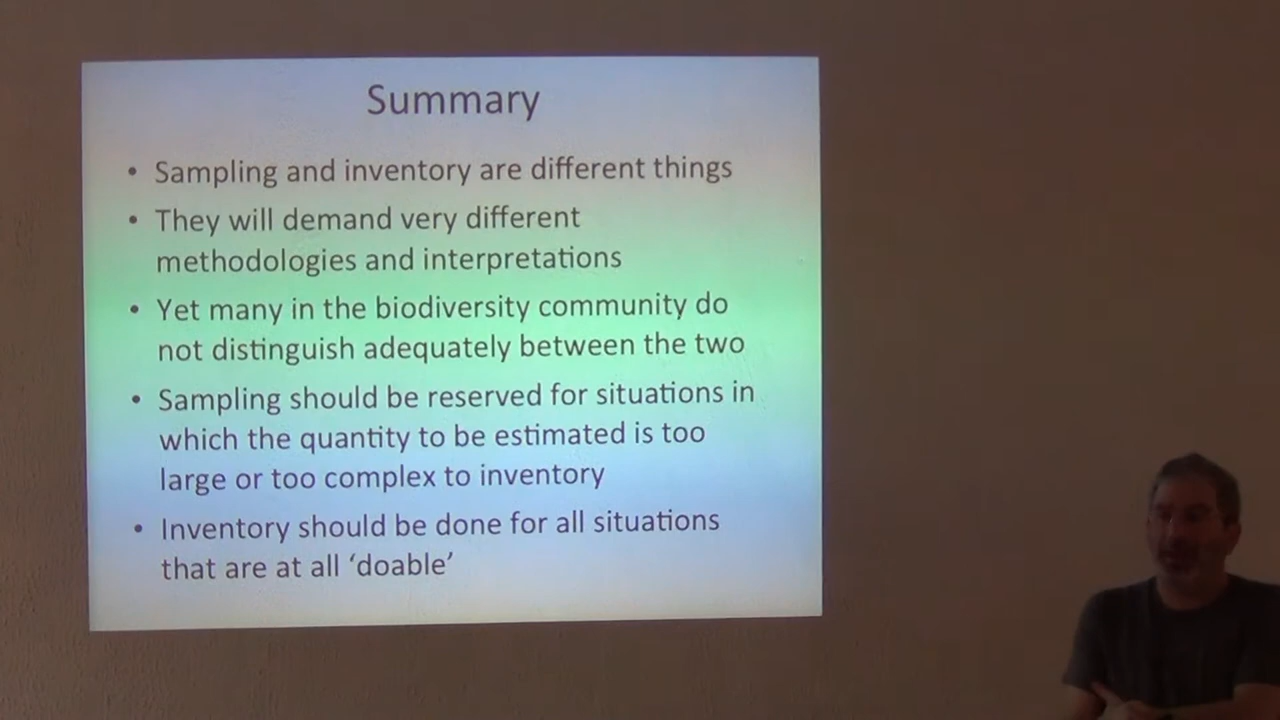 Summary
• Sampling and inventory are different things
• They will demand very different
methodologies and interpretations
• Yet many in the biodiversity community do
not distinguish adequately between the two
• Sampling should be reserved for situations in
which the quantity to be estimated is too
large or too complex to inventory
• Inventory should be done for all situations
that are at all ‘doable’